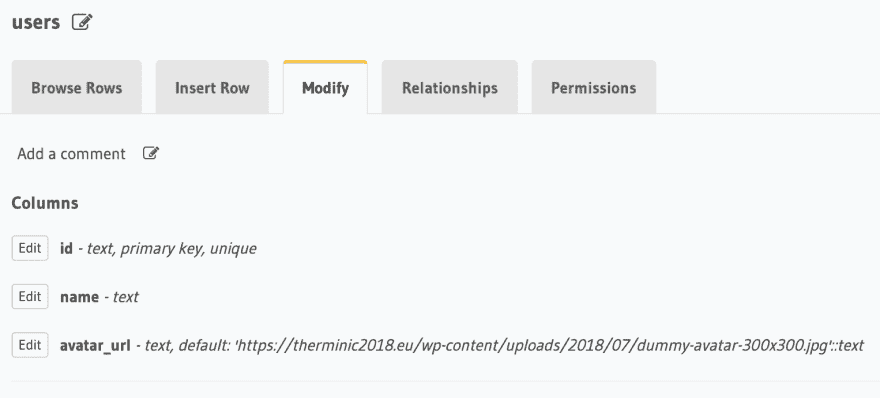 users
Browse Rows Insert Row Modify Relationships Permissions
Add a comment
Columns
Edit id - text, primary key, unique
Edit name - text
Edit avatar_url - text, default: 'https://therminic2018.eu/wp-content/uploads/2018/07/dummy-avatar-300x300.jpg'::text